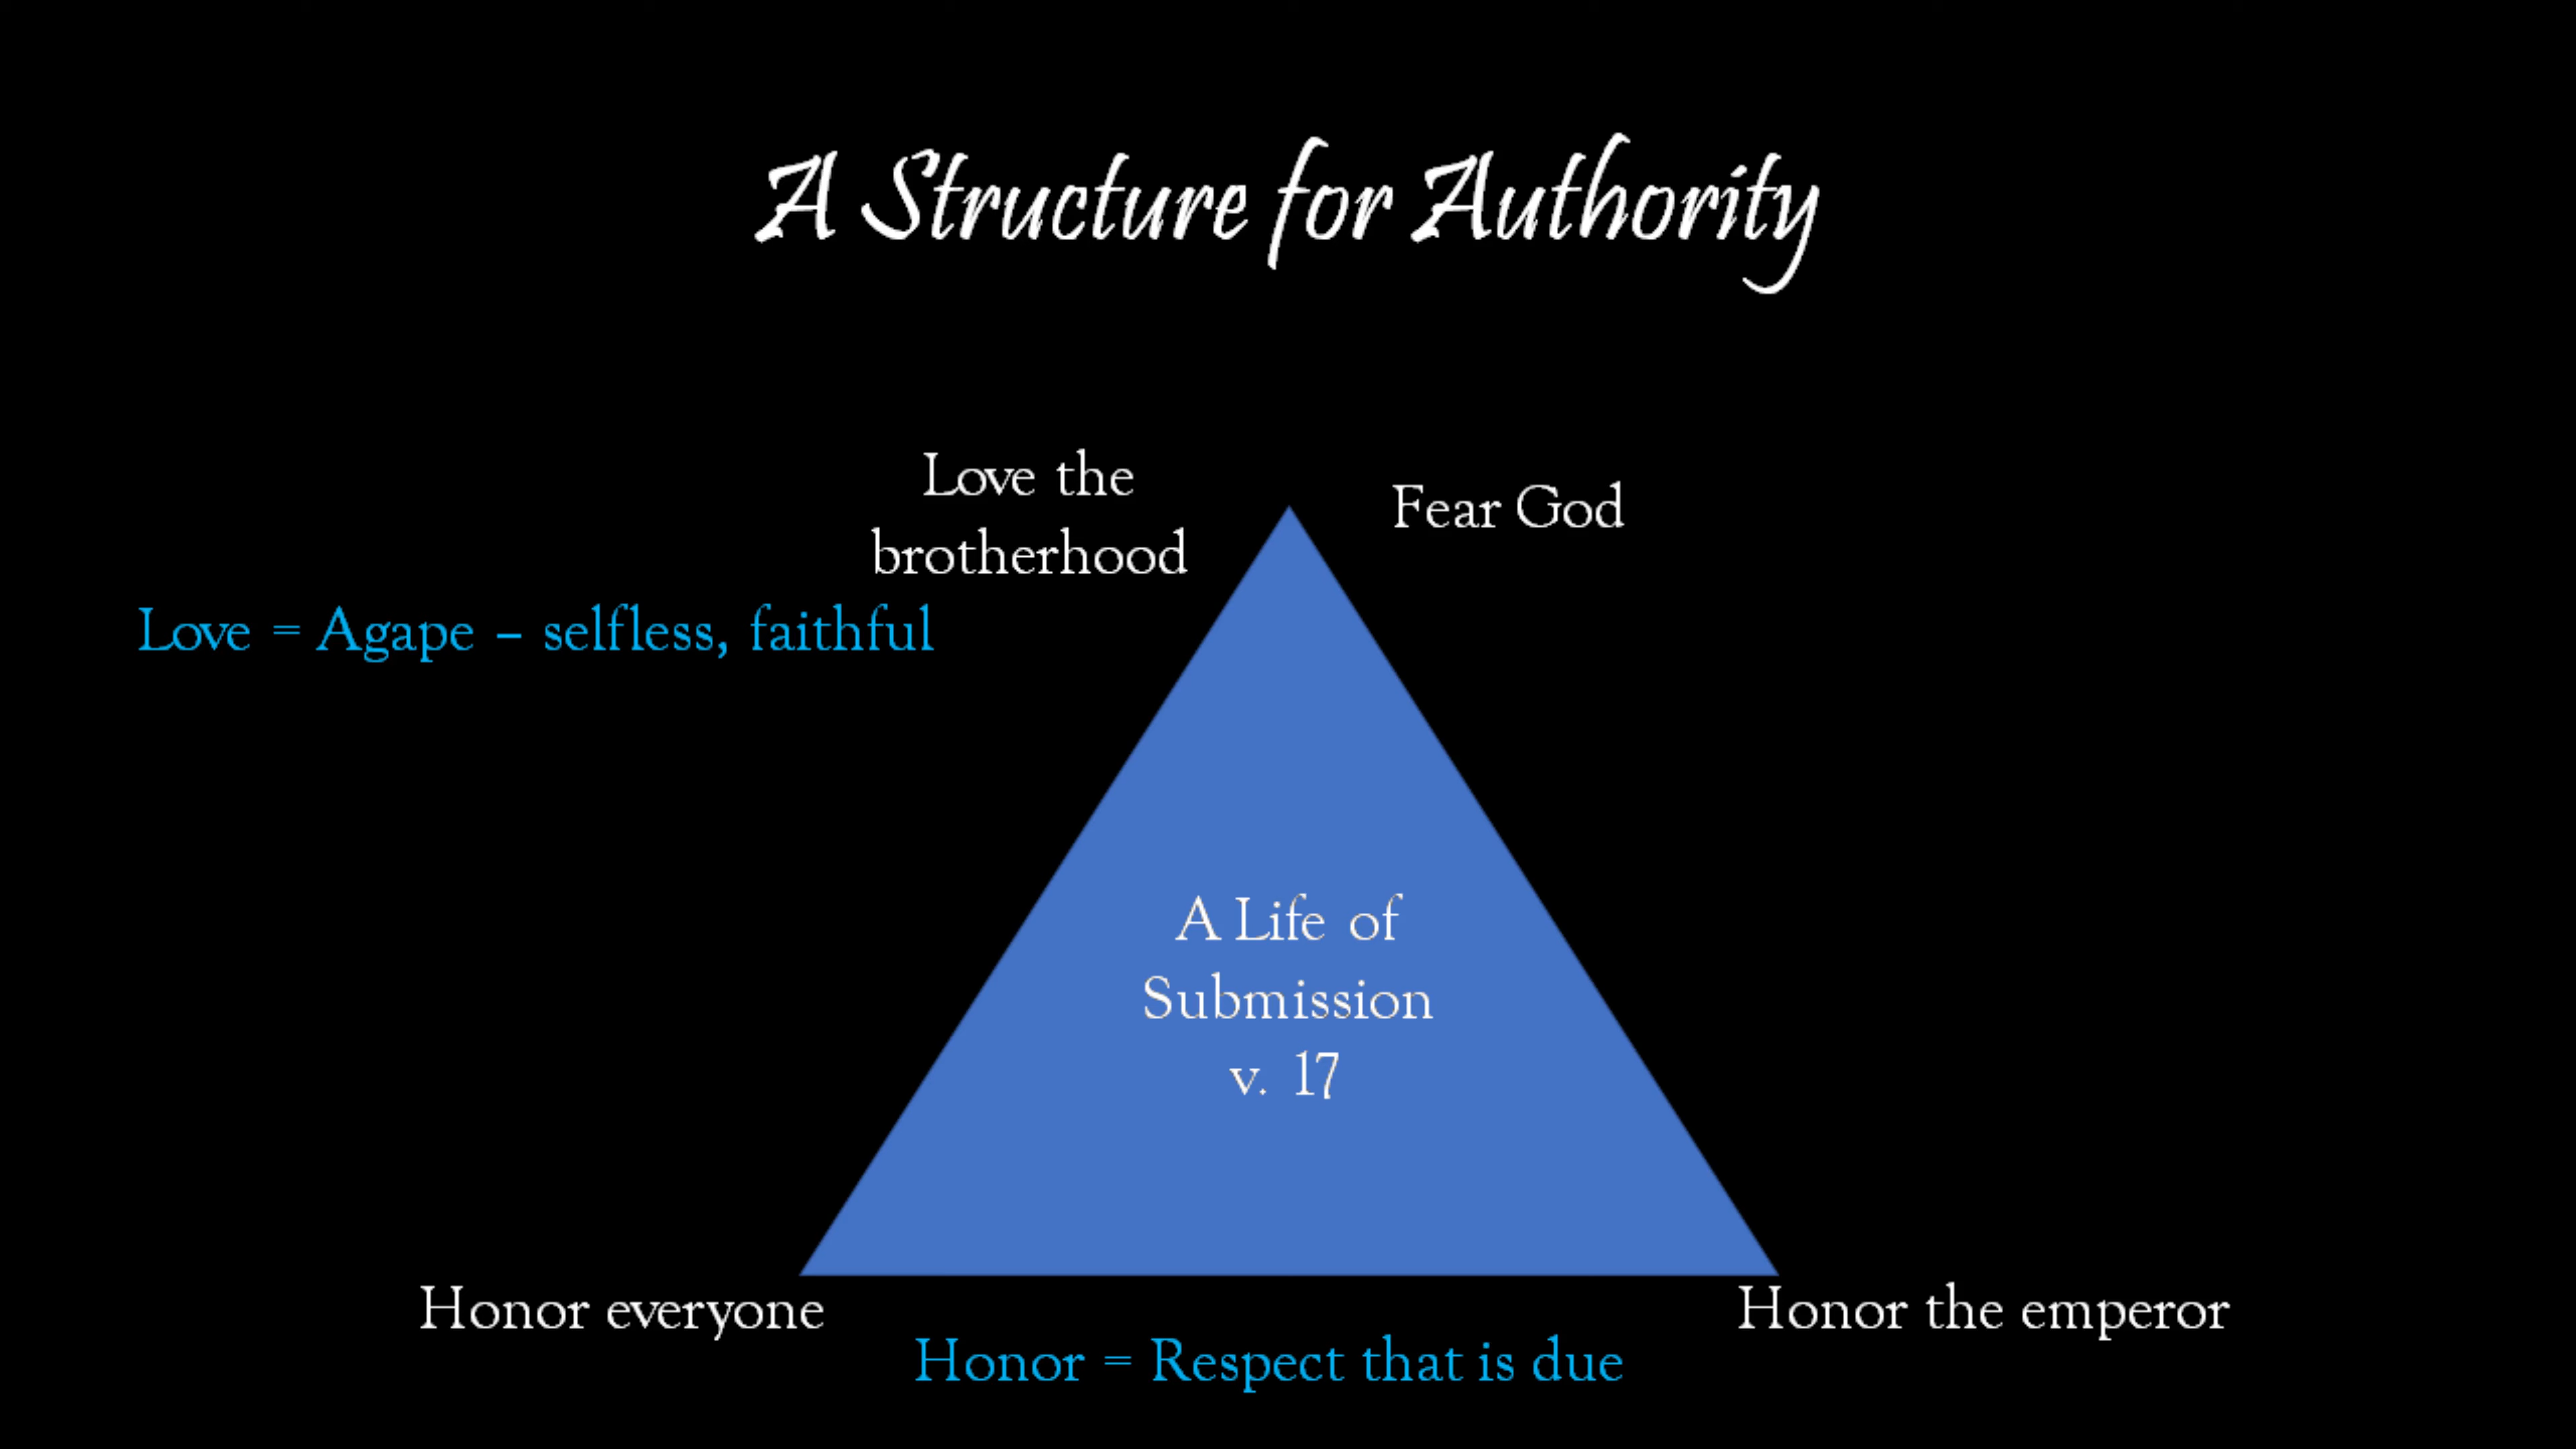 A Structure for Authority
Love the
brotherhood
Fear God
Love = Agape – selfless, faithful
A Life of
Submission
v. 17
Honor everyone
Honor the emperor
Honor = Respect that is due